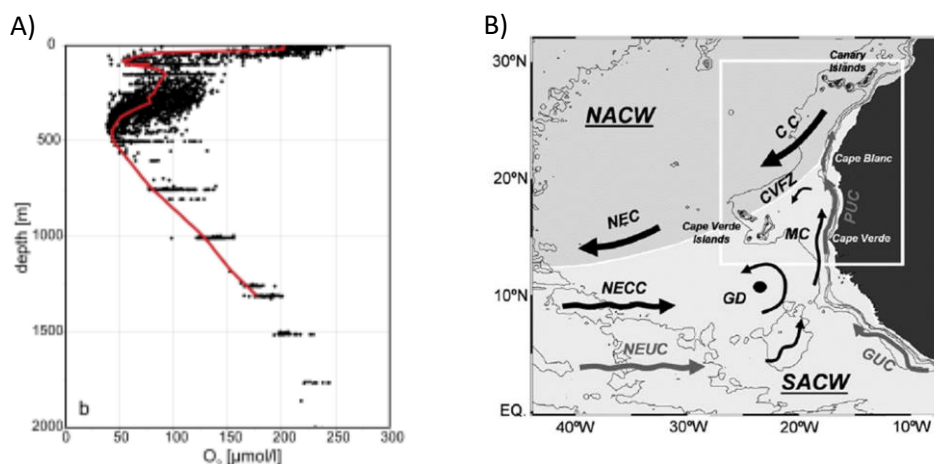 A)
0
500
1000
1500
2000
depth [m]
b
0
50
100
150
200
250
300
O₂ [µmol/l]
B)
30ºN
20ºN
10ºN
EQ.
40ºW
30ºW
20ºW
10ºW
NACW
Canary
Islands
C.C.
Cape Blanc
CVFZ
PUC
NEC
Cape Verde
Islands
MC
Cape Verde
NECC
GD
NEUC
GUC
SACW